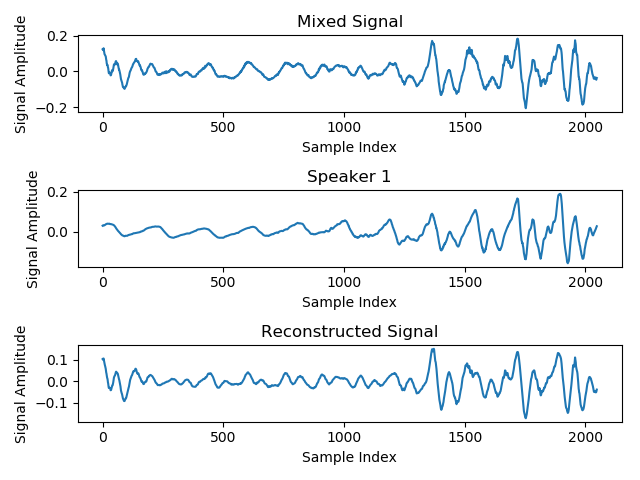 Mixed Signal
Signal Amplitude
0.2
0.0
−0.2
0 500 1000 1500 2000
Sample Index
Speaker 1
Signal Amplitude
0.2
0.0
0 500 1000 1500 2000
Sample Index
Reconstructed Signal
Signal Amplitude
0.1
0.0
−0.1
0 500 1000 1500 2000
Sample Index